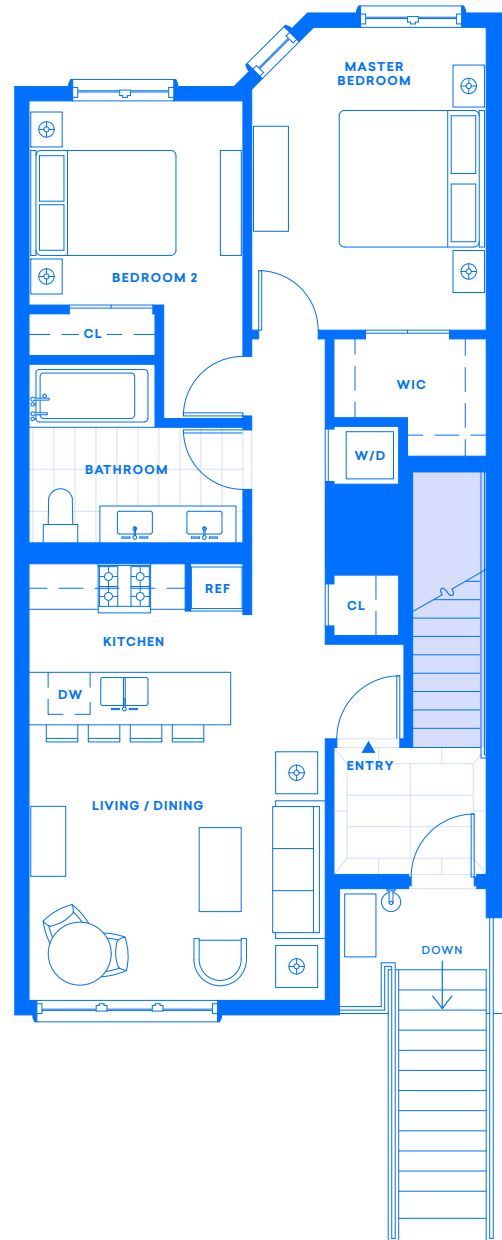 MASTER
BEDROOM
BEDROOM 2
CL
WIC
BATHROOM
W/D
REF
CL
KITCHEN
DW
ENTRY
LIVING / DINING
DOWN